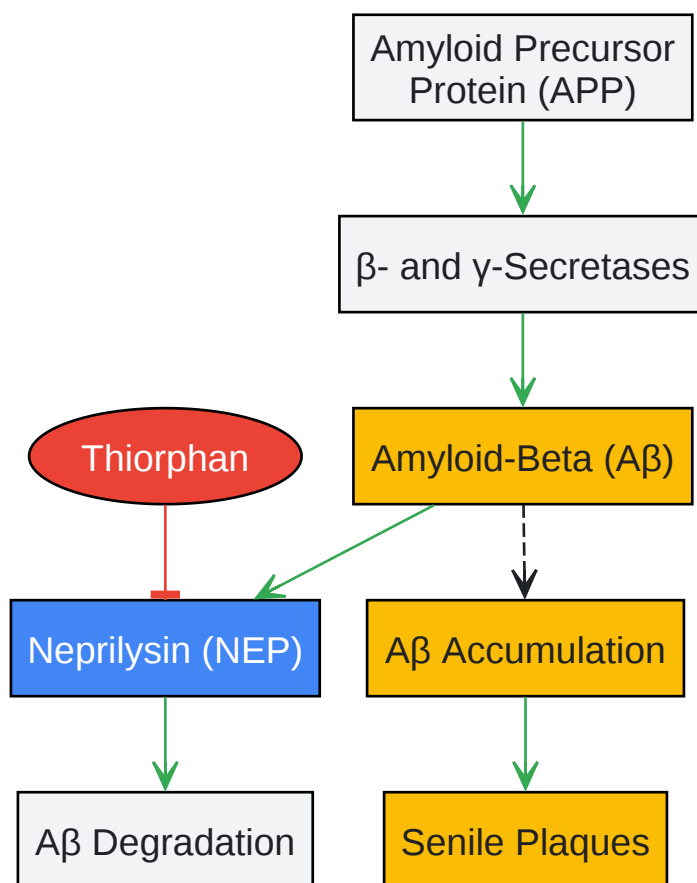 Amyloid Precursor
Protein (APP)
β- and γ-Secretases
Thiorphan
Amyloid-Beta (Aβ)
Neprilysin (NEP)
Aβ Accumulation
Aβ Degradation
Senile Plaques